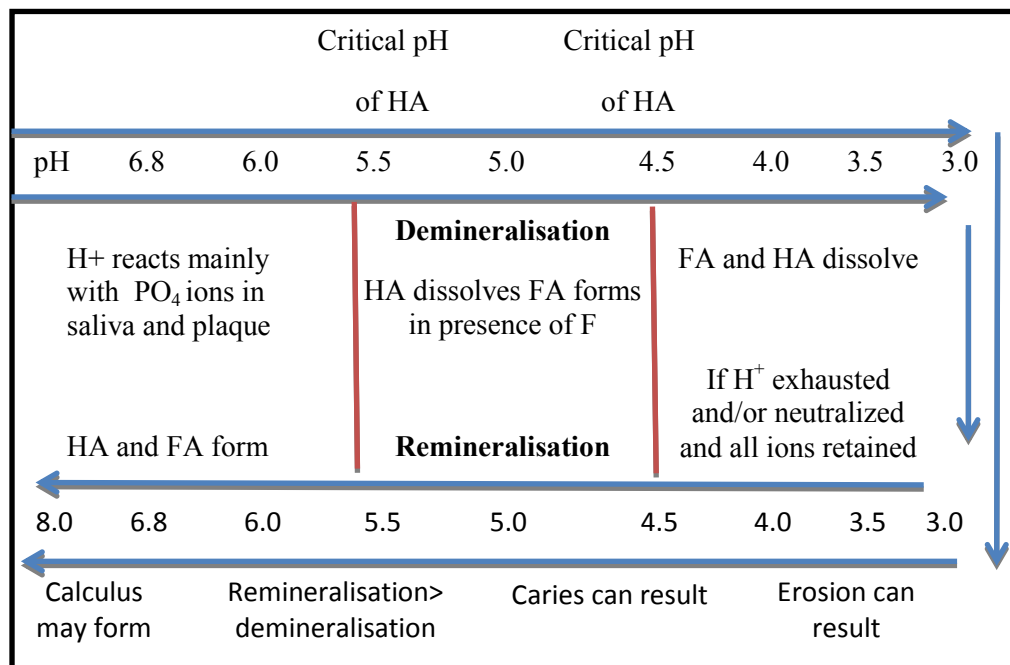 Critical pH
of HA
Critical pH
of HA
pH 6.8 6.0 5.5 5.0 4.5 4.0 3.5 3.0
H+ reacts mainly
with PO₄ ions in
saliva and plaque
Demineralisation
HA dissolves FA forms
in presence of F
FA and HA dissolve
HA and FA form
Remineralisation
If H⁺ exhausted
and/or neutralized
and all ions retained
8.0 6.8 6.0 5.5 5.0 4.5 4.0 3.5 3.0
Calculus
may form
Remineralisation>
demineralisation
Caries can result
Erosion can
result